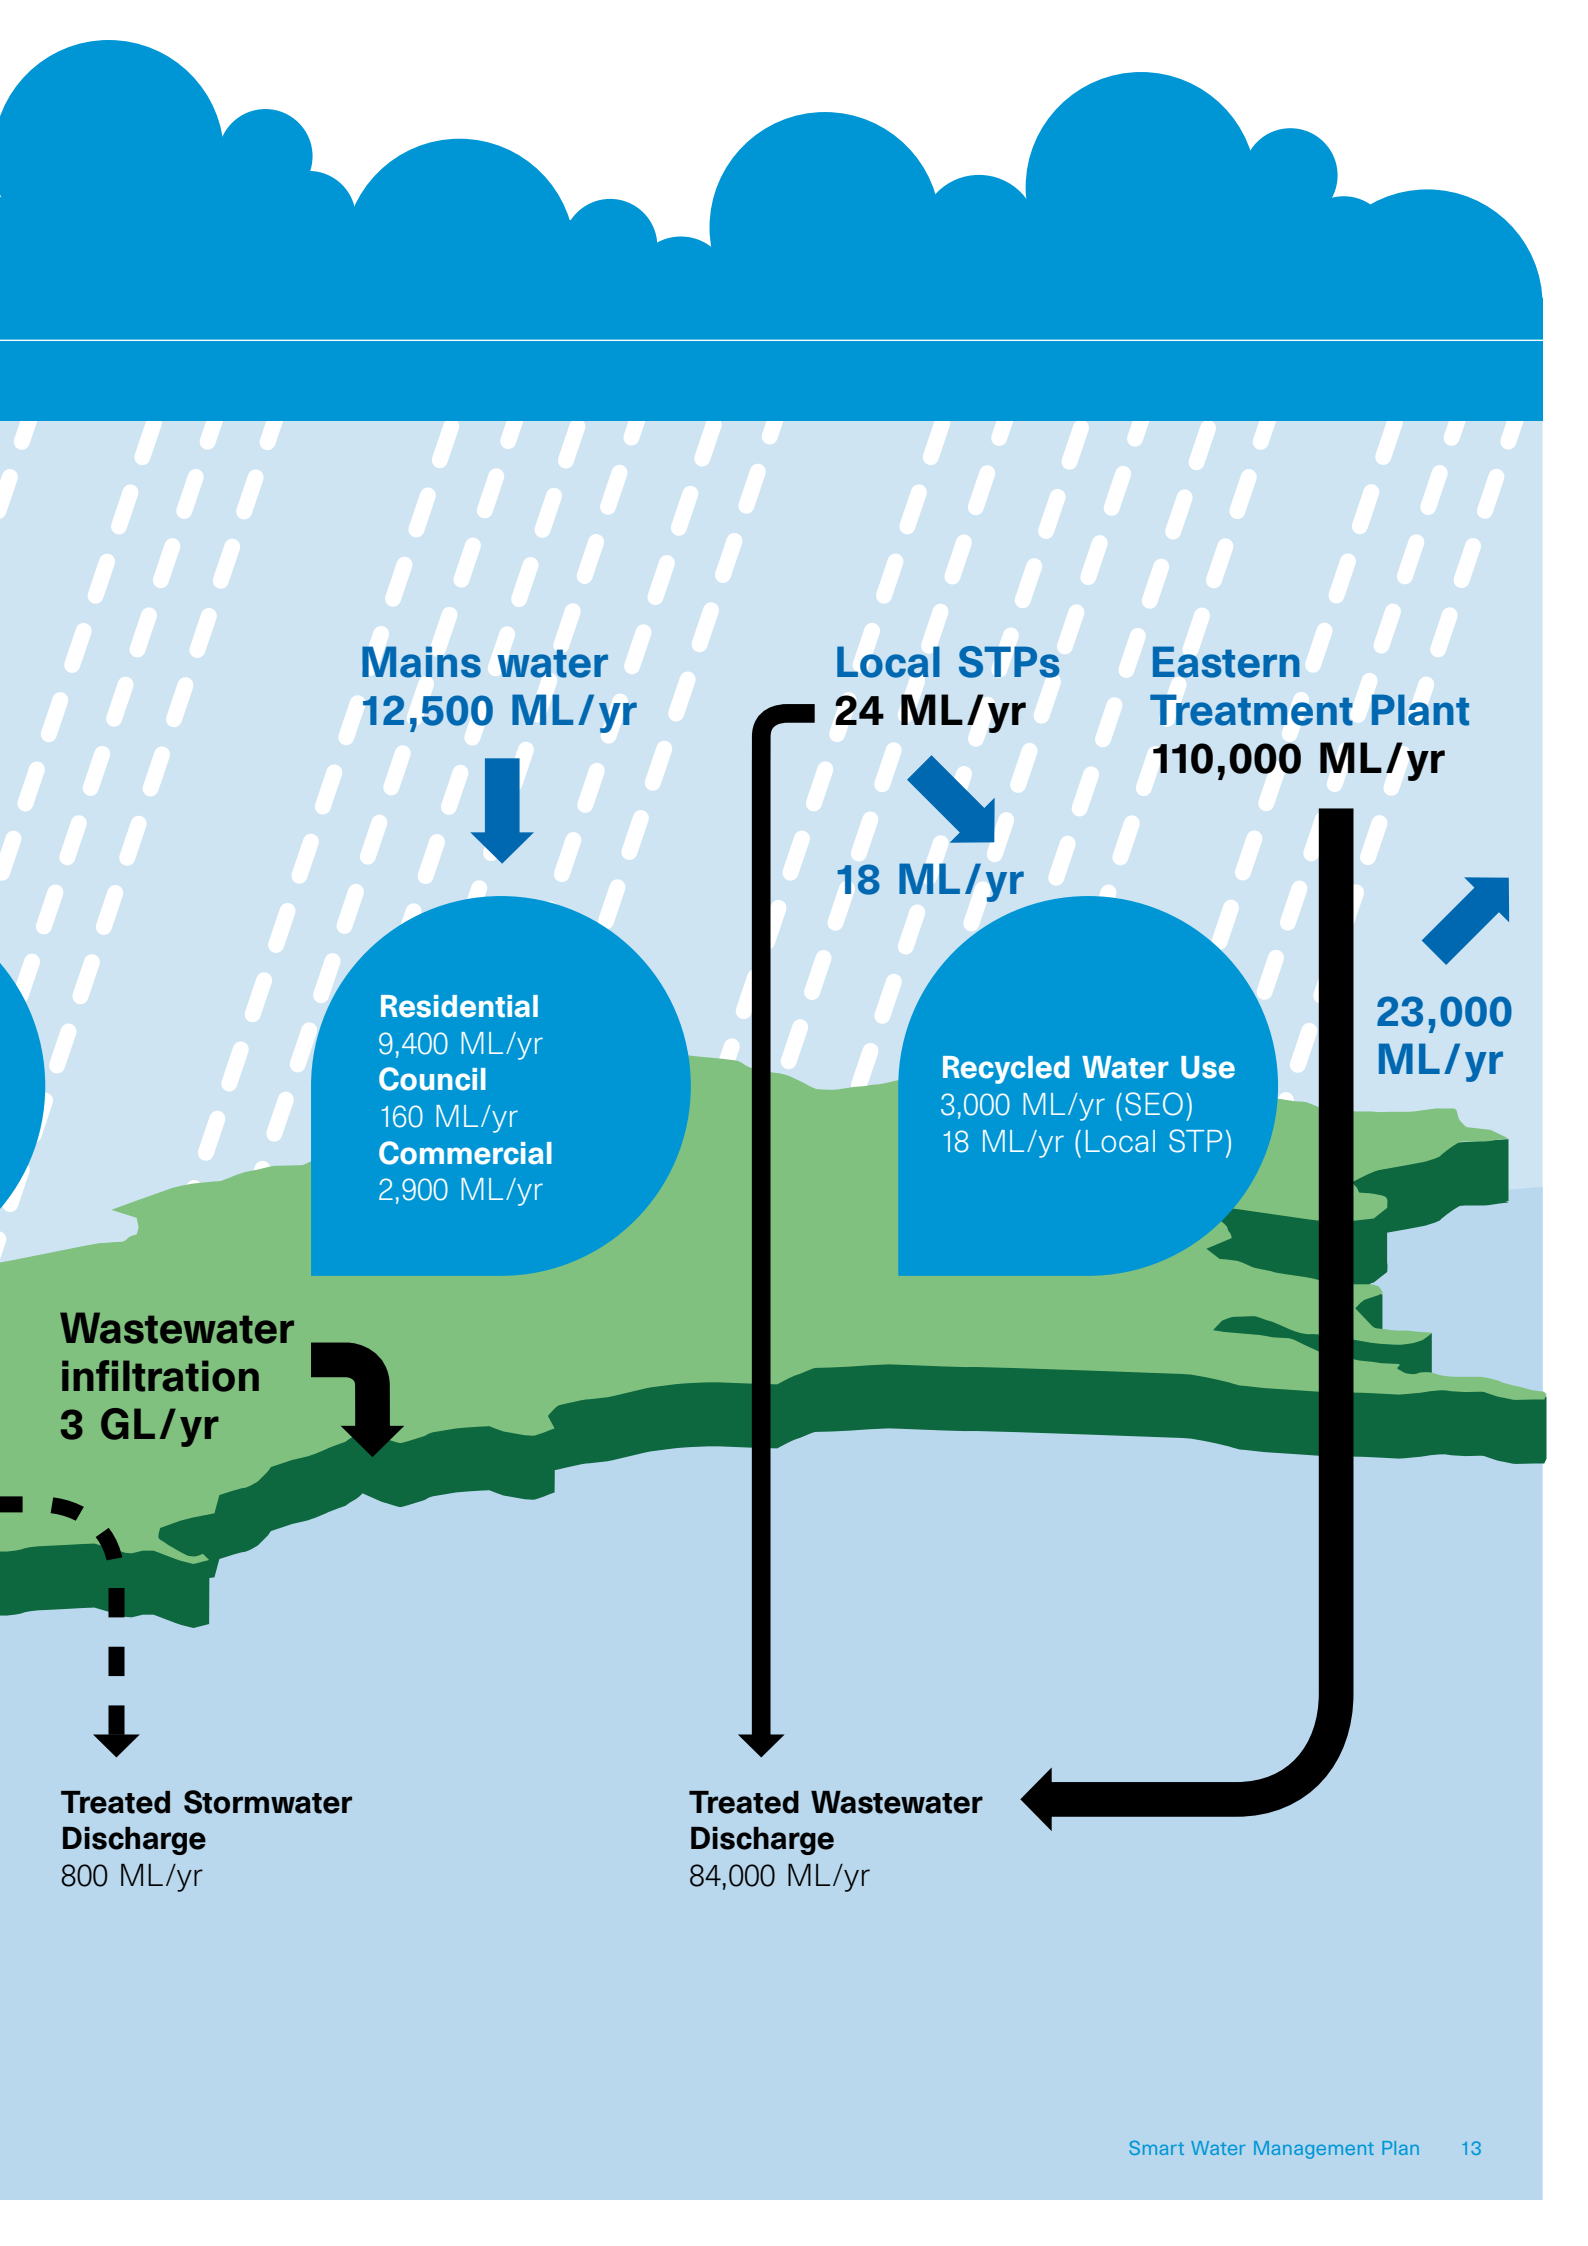 Mains water
12,500 ML/yr
Local STPs
24 ML/yr
Eastern
Treatment Plant
110,000 ML/yr
18 ML/yr
23,000
ML/yr
Residential
9,400 ML/yr
Council
160 ML/yr
Commercial
2,900 ML/yr
Recycled Water Use
3,000 ML/yr (SEO)
18 ML/yr (Local STP)
Wastewater
infiltration
3 GL/yr
Treated Stormwater
Discharge
800 ML/yr
Treated Wastewater
Discharge
84,000 ML/yr
Smart Water Management Plan 13